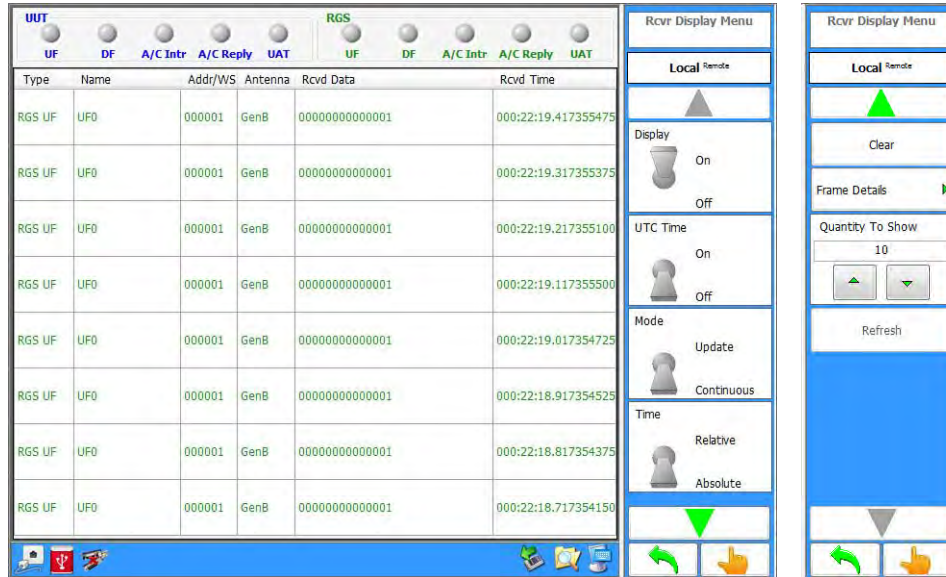 UUT
RGS
UF DF A/C Intr A/C Reply UAT UF DF A/C Intr A/C Reply UAT
Type Name Addr/WS Antenna Rcvd Data Rcvd Time
RGS UF UF0 000001 GenB 00000000000001 000:22:19.417355475
RGS UF UF0 000001 GenB 00000000000001 000:22:19.317355375
RGS UF UF0 000001 GenB 00000000000001 000:22:19.217355100
RGS UF UF0 000001 GenB 00000000000001 000:22:19.117355500
RGS UF UF0 000001 GenB 00000000000001 000:22:19.017354725
RGS UF UF0 000001 GenB 00000000000001 000:22:18.917354525
RGS UF UF0 000001 GenB 00000000000001 000:22:18.817354375
RGS UF UF0 000001 GenB 00000000000001 000:22:18.717354150
Rcvr Display Menu
Local Remote
Display
On
Off
UTC Time
On
Off
Mode
Update
Continuous
Time
Relative
Absolute
Rcvr Display Menu
Local Remote
Clear
Frame Details
Quantity To Show
10
Refresh